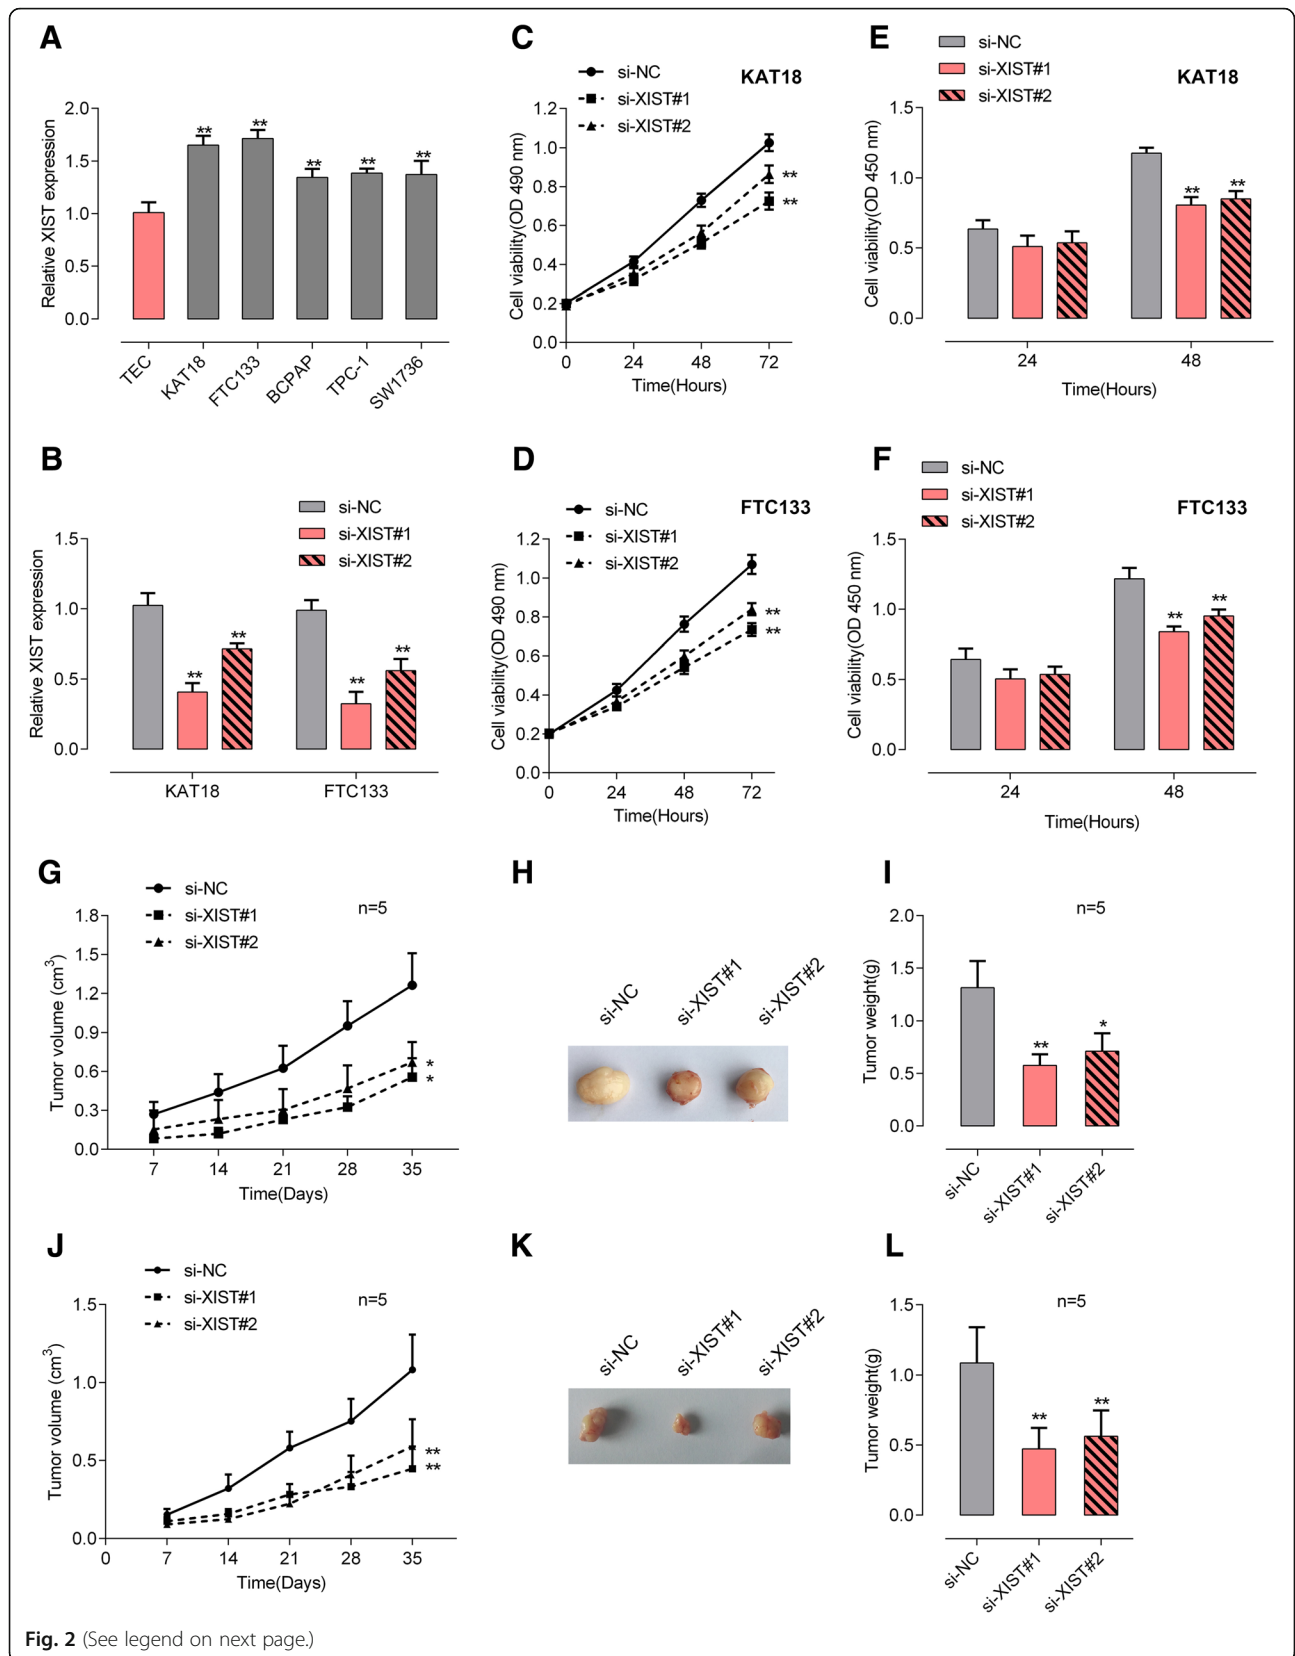 A
2.0
1.5
1.0
0.5
0.0
Relative XIST expression
**
**
**
**
**
TEC
KAT18
FTC133
BCPAP
TPC-1
SW1736
C
si-NC
si-XIST#1
si-XIST#2
KAT18
1.2
1.0
0.8
0.6
0.4
0.2
0.0
Cell viability(OD 490 nm)
**
**
0
24
48
72
Time(Hours)
E
si-NC
si-XIST#1
si-XIST#2
KAT18
1.5
1.0
0.5
0.0
Cell viability(OD 450 nm)
**
**
24
48
Time(Hours)
B
si-NC
si-XIST#1
si-XIST#2
1.5
1.0
0.5
0.0
Relative XIST expression
**
**
**
**
KAT18
FTC133
D
si-NC
si-XIST#1
si-XIST#2
FTC133
1.2
1.0
0.8
0.6
0.4
0.2
0.0
Cell viability(OD 490 nm)
**
**
0
24
48
72
Time(Hours)
F
si-NC
si-XIST#1
si-XIST#2
FTC133
1.5
1.0
0.5
0.0
Cell viability(OD 450 nm)
**
**
24
48
Time(Hours)
G
si-NC
si-XIST#1
si-XIST#2
n=5
1.8
1.5
1.2
0.9
0.6
0.3
0.0
Tumor volume (cm3)
*
*
7
14
21
28
35
Time(Days)
H
si-NC
si-XIST#1
si-XIST#2
I
n=5
2.0
1.5
1.0
0.5
0.0
Tumor weight(g)
**
*
si-NC
si-XIST#1
si-XIST#2
J
si-NC
si-XIST#1
si-XIST#2
n=5
1.5
1.0
0.5
0.0
Tumor volume (cm3)
**
**
0
7
14
21
28
35
Time(Days)
K
si-NC
si-XIST#1
si-XIST#2
L
n=5
1.5
1.0
0.5
0.0
Tumor weight(g)
**
**
si-NC
si-XIST#1
si-XIST#2
Fig. 2 (See legend on next page.)